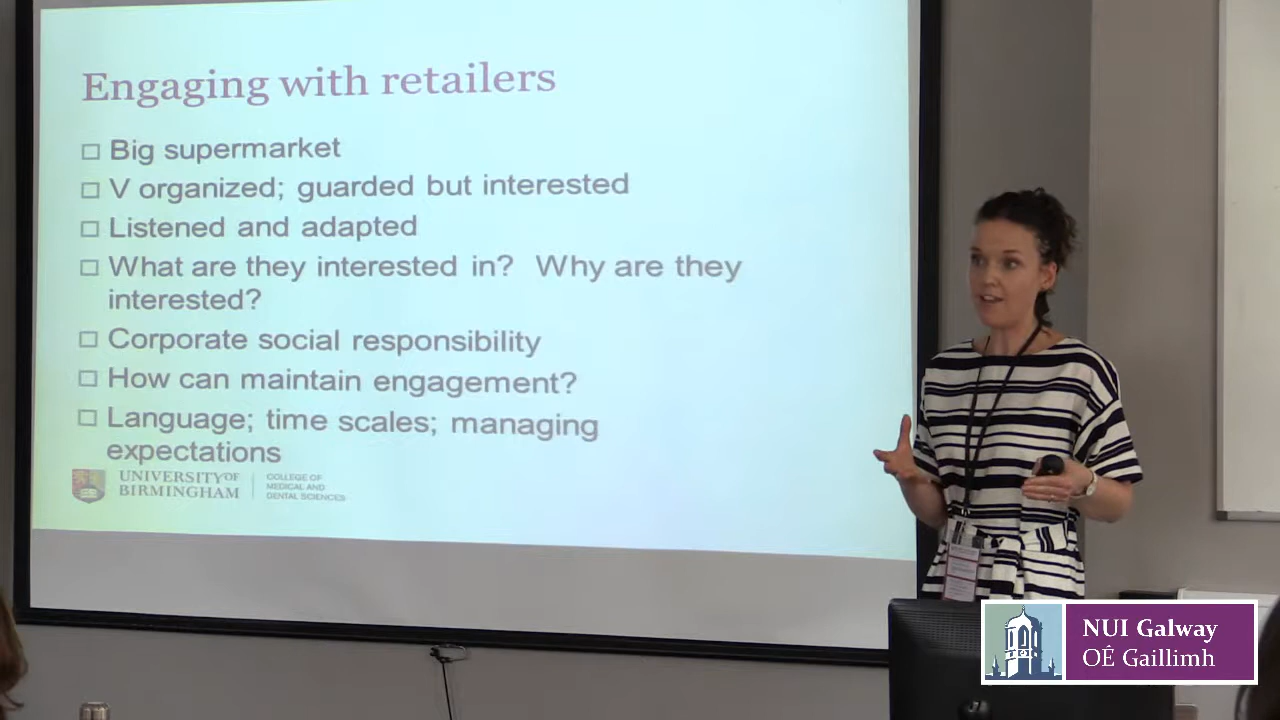 Engaging with retailers
Big supermarket
V organized; guarded but interested
Listened and adapted
What are they interested in?  Why are they
interested?
Corporate social responsibility
How can maintain engagement?
Language; time scales; managing
expectations
UNIVERSITY OF
BIRMINGHAM
COLLEGE OF
MEDICAL AND
DENTAL SCIENCES
NUI Galway
OÉ Gaillimh